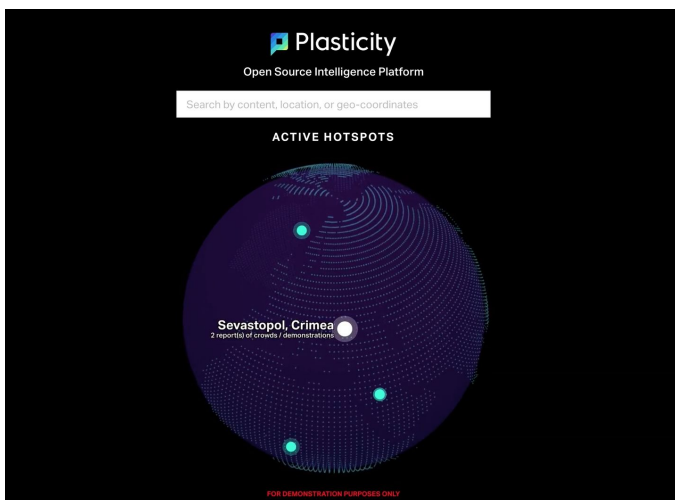 Plasticity
Open Source Intelligence Platform
Search by content, location, or geo-coordinates
ACTIVE HOTSPOTS
Sevastopol, Crimea
2 report(s) of crowds / demonstrations
FOR DEMONSTRATION PURPOSES ONLY